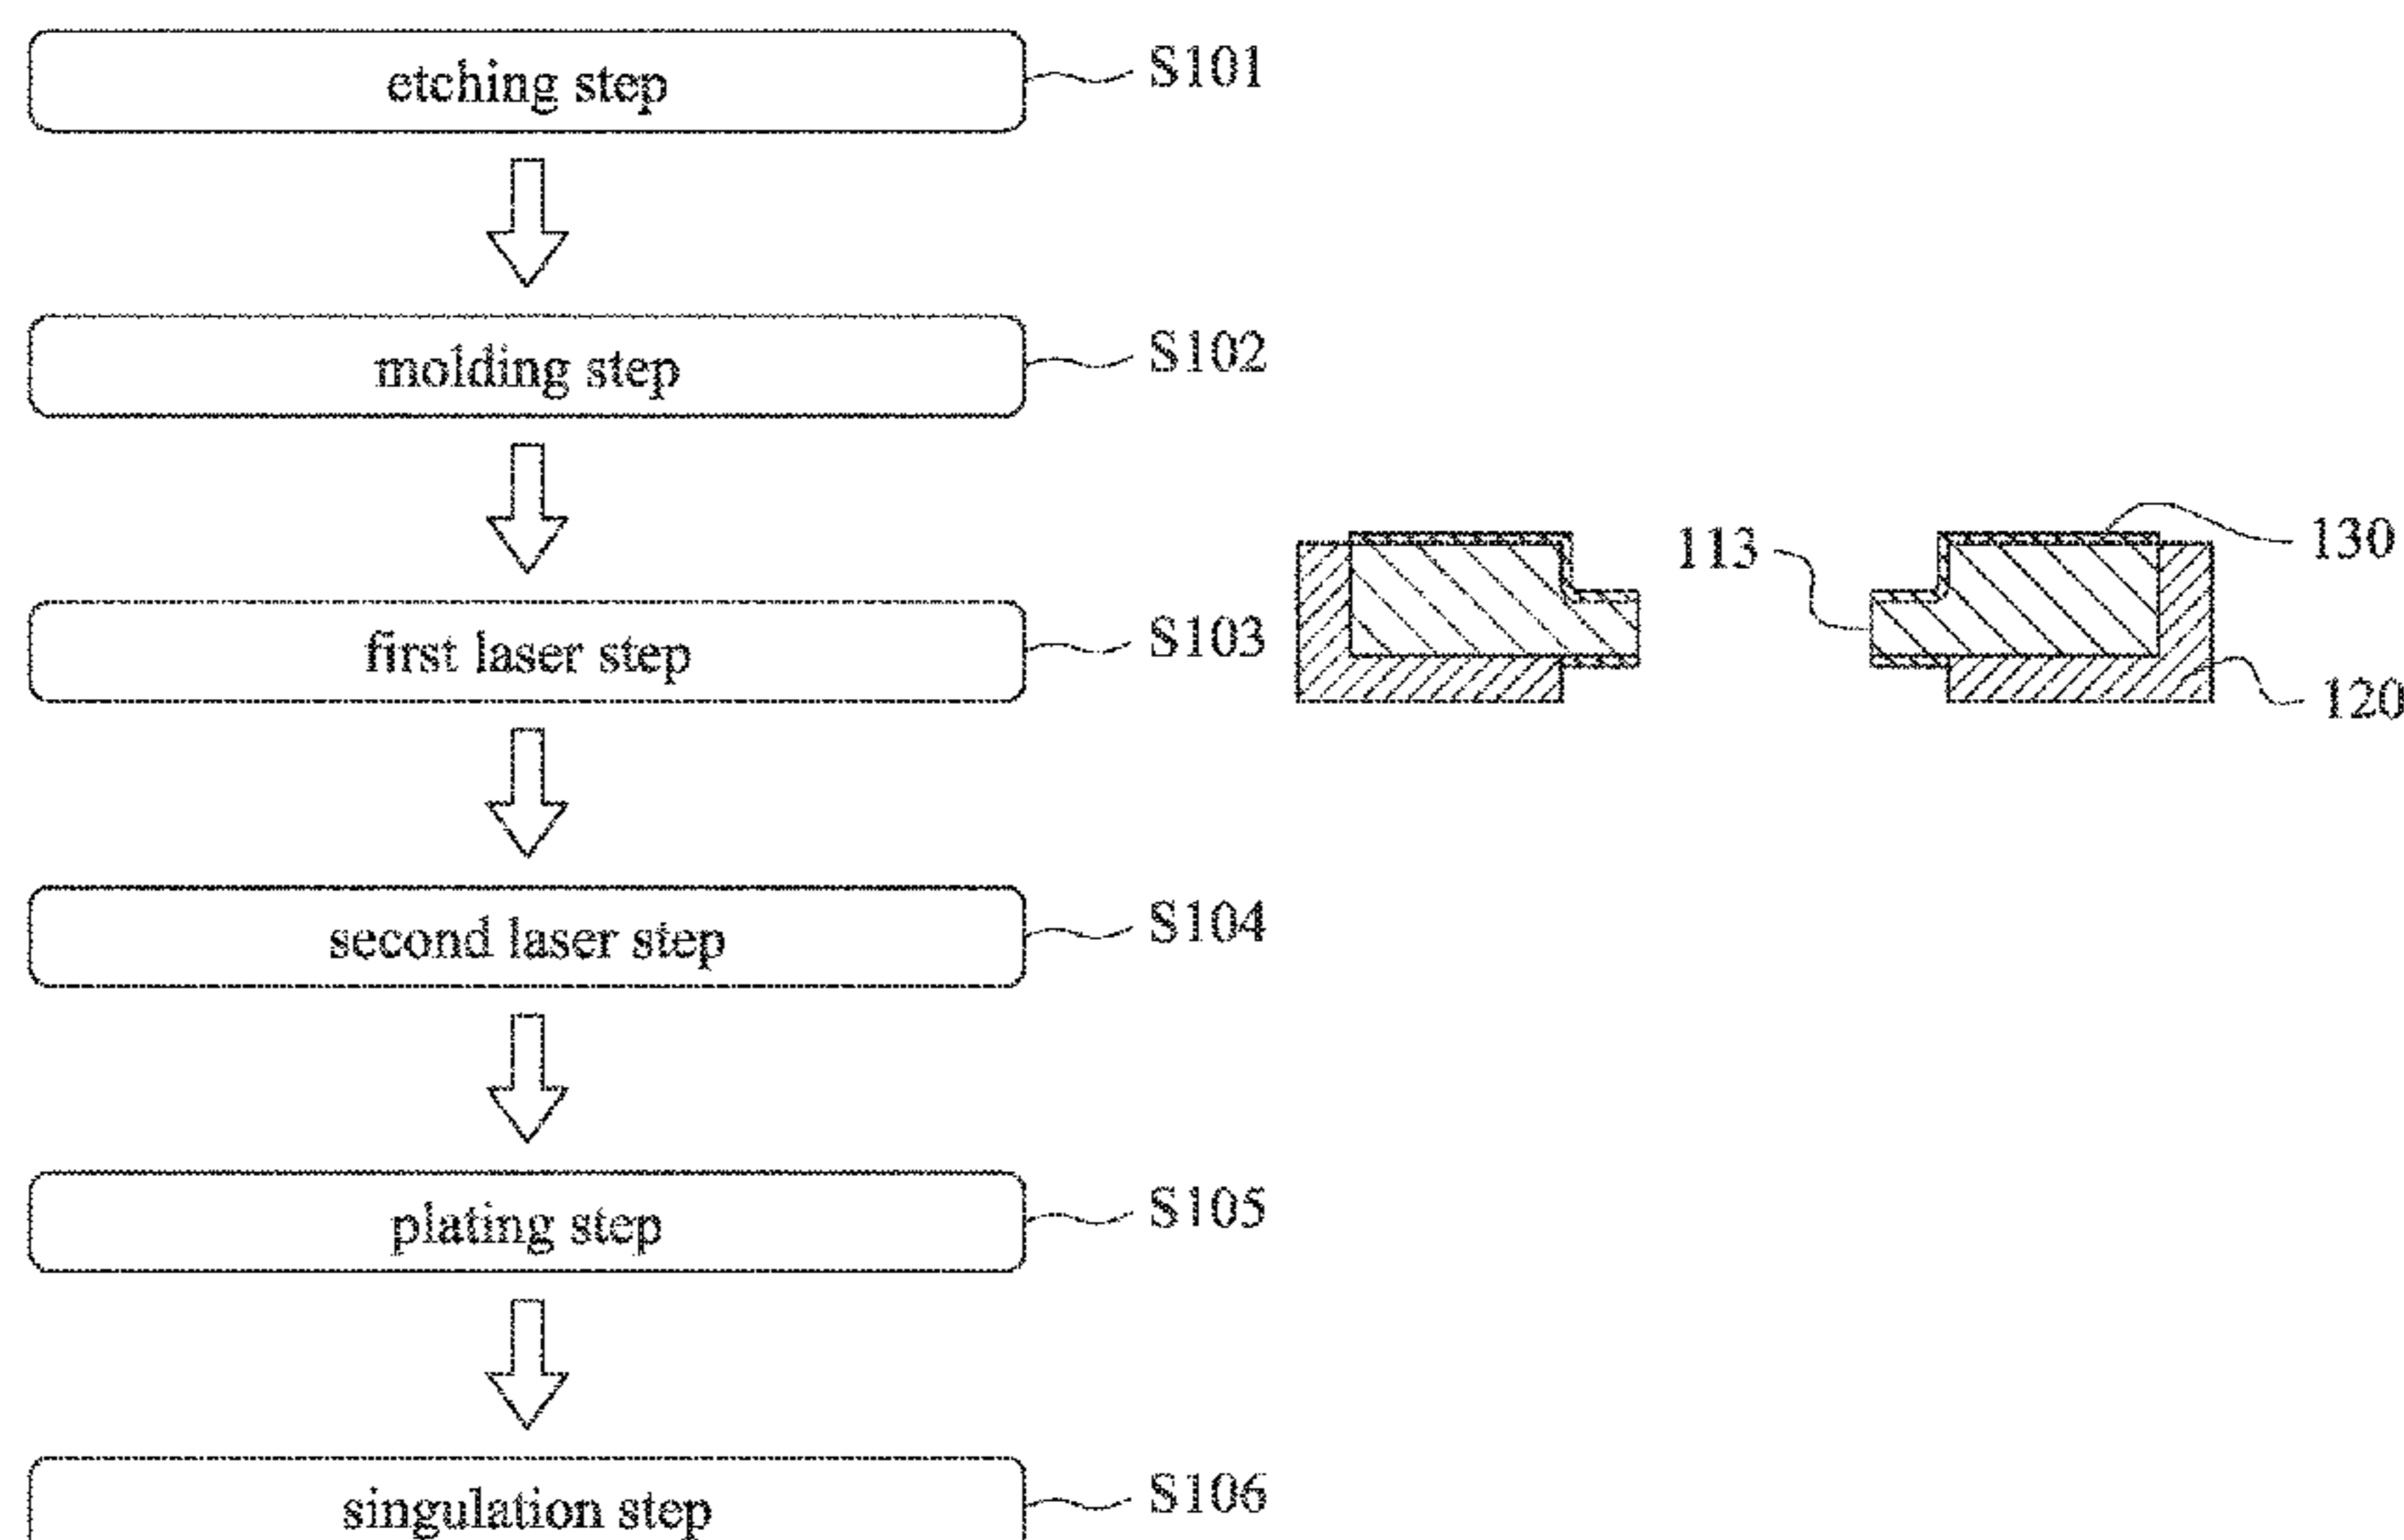 etching step S101
molding step S102
first laser step S103
113
130
120
second laser step S104
plating step S105
singulation step S106